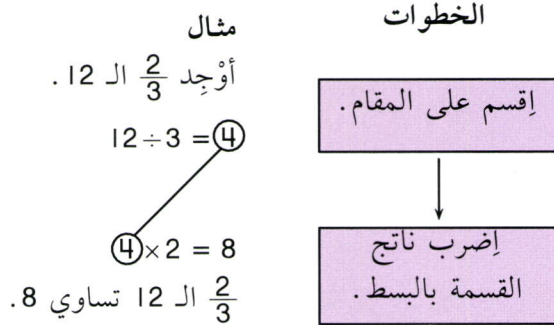 الخطوات
اِقسم على المقام.
اِضرب ناتج
القسمة بالبسط.
مثال
أوْجِد 2/3 الـ 12.
12 ÷ 3 = 4
4 × 2 = 8
2/3 الـ 12 تساوي 8.